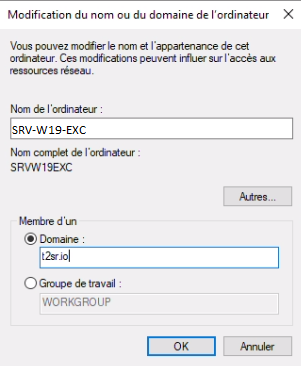 Modification du nom ou du domaine de l'ordinateur
Vous pouvez modifier le nom et l'appartenance de cet
ordinateur. Ces modifications peuvent influer sur l'accès aux
ressources réseau.
Nom de l'ordinateur :
SRV-W19-EXC
Nom complet de l'ordinateur :
SRVW19EXC
Autres...
Membre d'un
Domaine :
t2sr.io
Groupe de travail :
WORKGROUP
OK
Annuler